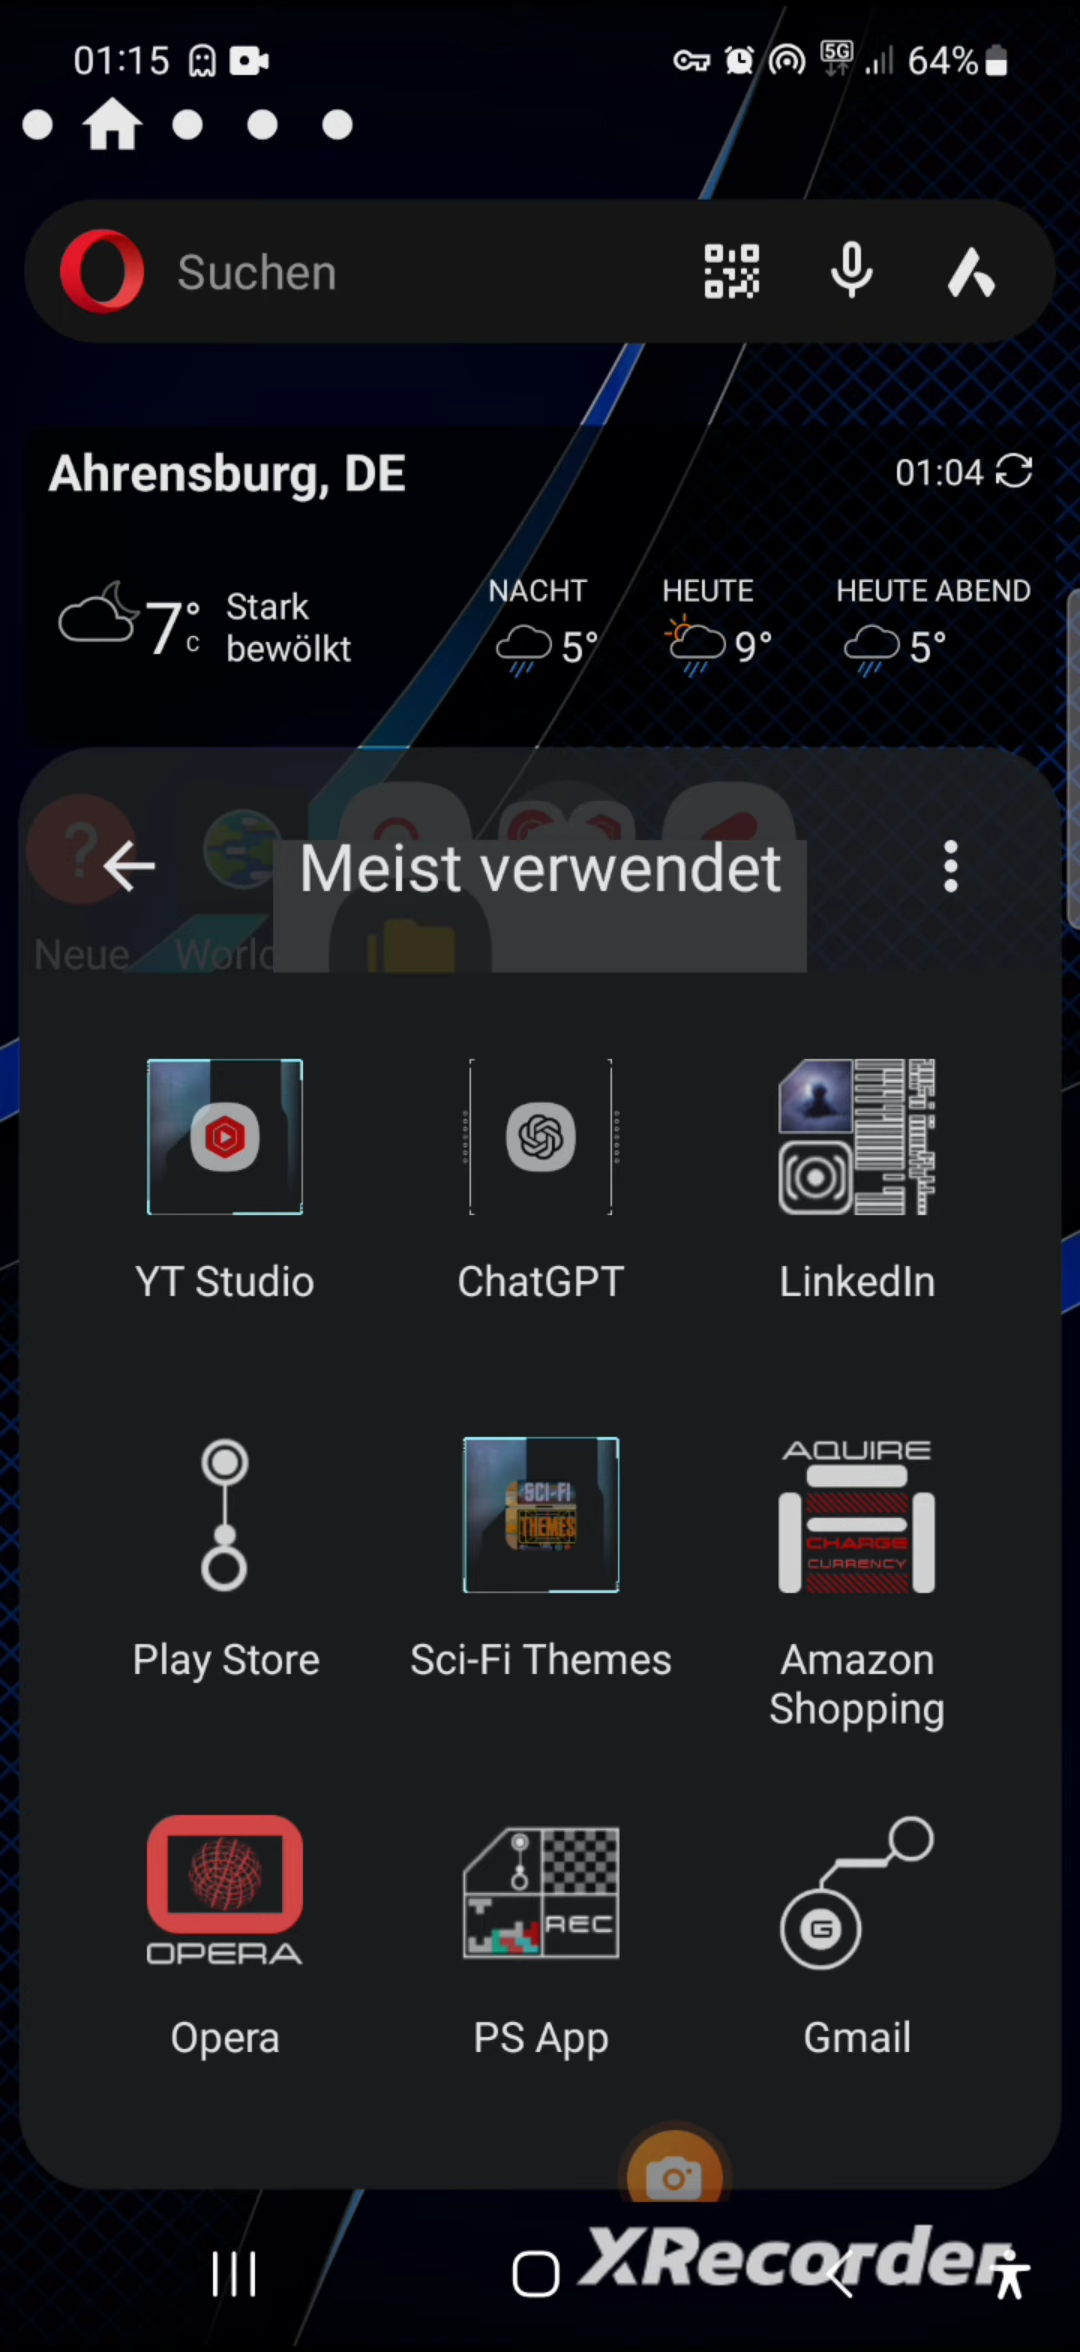 01:15
5G
64%
Suchen
Ahrensburg, DE
01:04
7°
C
Stark
bewölkt
NACHT
5°
HEUTE
9°
HEUTE ABEND
5°
Meist verwendet
Neue
YT Studio
ChatGPT
LinkedIn
SCI-FI
THEMES
AQUIRE
CHARGE
CURRENCY
Play Store
Sci-Fi Themes
Amazon
Shopping
OPERA
REC
G
Opera
PS App
Gmail
XRecorder